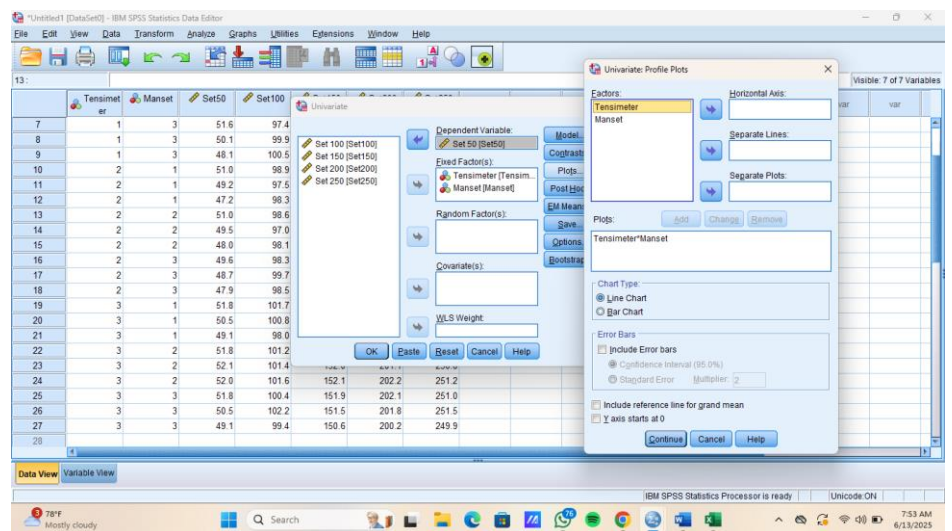 *Untitled1 [DataSet0] - IBM SPSS Statistics Data Editor
File Edit View Data Transform Analyze Graphs Utilities Extensions Window Help
13 :
Visible: 7 of 7 Variables
Tensimeter Manset Set50 Set100 var var
7 1 3 51.6 97.4
8 1 3 50.1 99.9
9 1 3 48.1 100.5
10 2 1 51.0 98.9
11 2 1 49.2 97.5
12 2 1 47.2 98.3
13 2 2 51.0 98.6
14 2 2 49.5 97.0
15 2 2 48.0 98.1
16 2 3 49.6 98.3
17 2 3 48.7 99.7
18 2 3 47.9 98.5
19 3 1 51.8 101.7
20 3 1 50.5 100.8
21 3 1 49.1 98.0
22 3 2 51.8 101.2
23 3 2 52.1 101.4
24 3 2 52.0 101.6 152.1 202.2 251.2
25 3 3 51.8 100.4 151.9 202.1 251.0
26 3 3 50.5 102.2 151.5 201.8 251.5
27 3 3 49.1 99.4 150.6 200.2 249.9
28
Univariate
Set 100 [Set100]
Set 150 [Set150]
Set 200 [Set200]
Set 250 [Set250]
Dependent Variable:
Set 50 [Set50]
Fixed Factor(s):
Tensimeter [Tensim...
Manset [Manset]
Random Factor(s):
Covariate(s):
WLS Weight:
Model...
Contrasts
Plots...
Post Hoc
EM Means
Save...
Options.
Bootstrap
OK Paste Reset Cancel Help
Univariate: Profile Plots
Factors:
Tensimeter
Manset
Horizontal Axis:
Separate Lines:
Separate Plots:
Plots: Add Change Remove
Tensimeter*Manset
Chart Type:
Line Chart
Bar Chart
Error Bars
Include Error bars
Confidence Interval (95.0%)
Standard Error Multiplier: 2
Include reference line for grand mean
Y axis starts at 0
Continue Cancel Help
Data View Variable View
IBM SPSS Statistics Processor is ready Unicode:ON
3
78°F
Mostly cloudy
Search
76
7:53 AM
6/13/2025